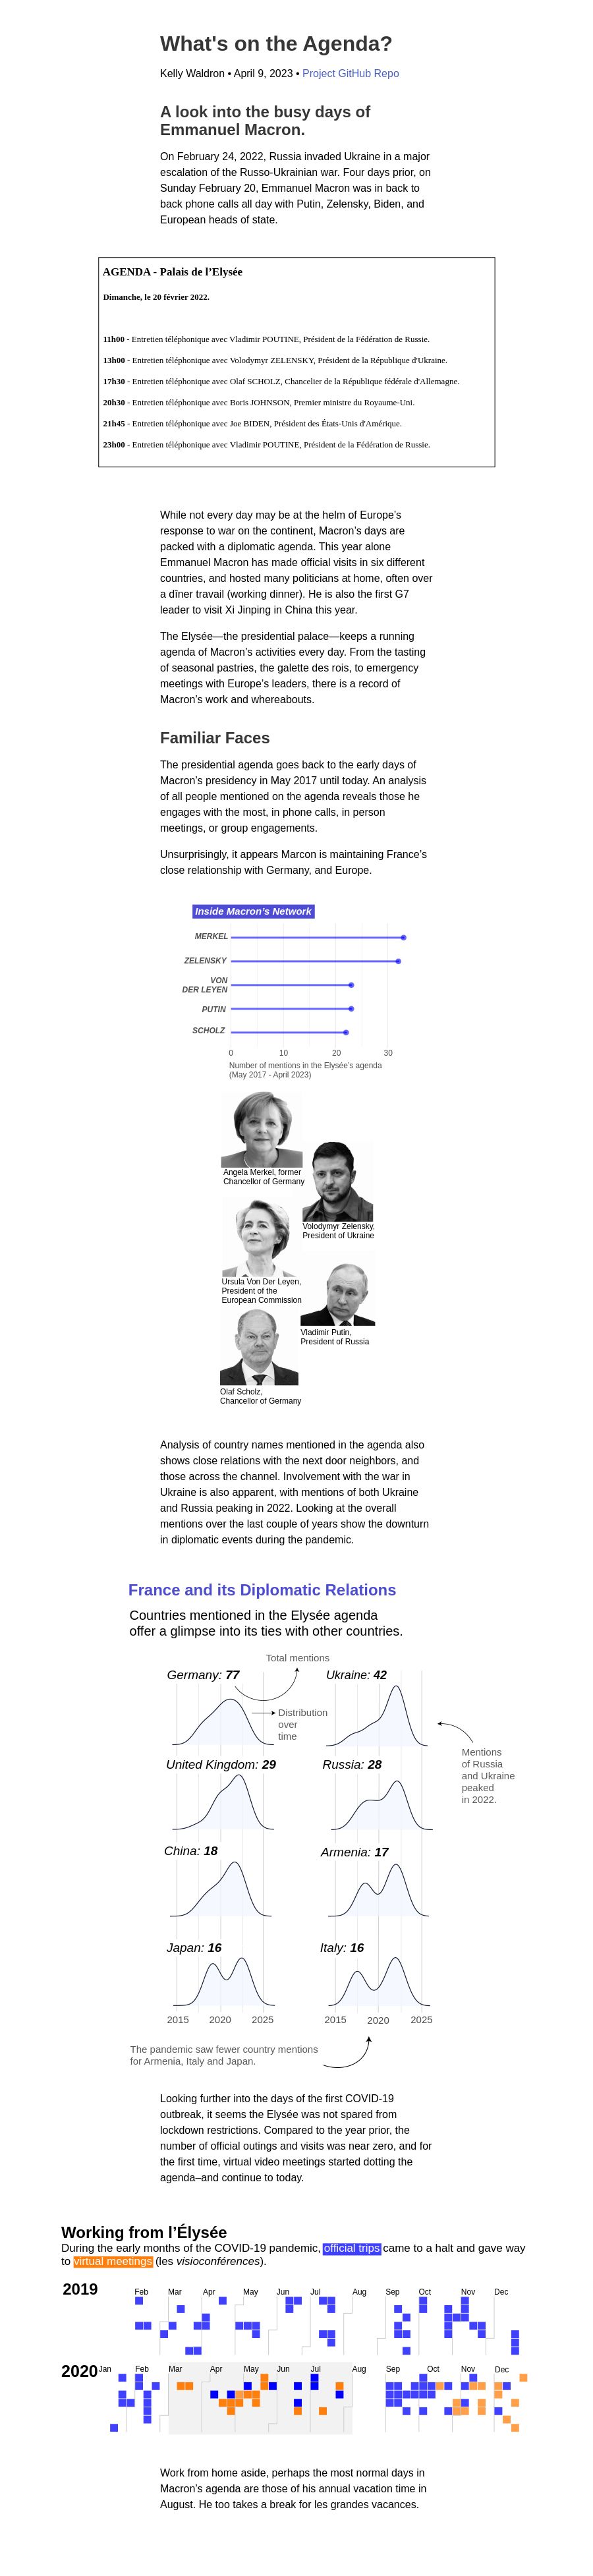 What's on the Agenda?
Kelly Waldron • April 9, 2023 • Project GitHub Repo
A look into the busy days of
Emmanuel Macron.
On February 24, 2022, Russia invaded Ukraine in a major
escalation of the Russo-Ukrainian war. Four days prior, on
Sunday February 20, Emmanuel Macron was in back to
back phone calls all day with Putin, Zelensky, Biden, and
European heads of state.
AGENDA - Palais de l'Elysée
Dimanche, le 20 février 2022.
11h00 - Entretien téléphonique avec Vladimir POUTINE, Président de la Fédération de Russie.
13h00 - Entretien téléphonique avec Volodymyr ZELENSKY, Président de la République d'Ukraine.
17h30 - Entretien téléphonique avec Olaf SCHOLZ, Chancelier de la République fédérale d'Allemagne.
20h30 - Entretien téléphonique avec Boris JOHNSON, Premier ministre du Royaume-Uni.
21h45 - Entretien téléphonique avec Joe BIDEN, Président des États-Unis d'Amérique.
23h00 - Entretien téléphonique avec Vladimir POUTINE, Président de la Fédération de Russie.
While not every day may be at the helm of Europe's
response to war on the continent, Macron's days are
packed with a diplomatic agenda. This year alone
Emmanuel Macron has made official visits in six different
countries, and hosted many politicians at home, often over
a dîner travail (working dinner). He is also the first G7
leader to visit Xi Jinping in China this year.
The Elysée—the presidential palace—keeps a running
agenda of Macron's activities every day. From the tasting
of seasonal pastries, the galette des rois, to emergency
meetings with Europe's leaders, there is a record of
Macron's work and whereabouts.
Familiar Faces
The presidential agenda goes back to the early days of
Macron's presidency in May 2017 until today. An analysis
of all people mentioned on the agenda reveals those he
engages with the most, in phone calls, in person
meetings, or group engagements.
Unsurprisingly, it appears Marcon is maintaining France's
close relationship with Germany, and Europe.
Inside Macron's Network
MERKEL
ZELENSKY
VON
DER LEYEN
PUTIN
SCHOLZ
0 10 20 30
Number of mentions in the Elysée's agenda
(May 2017 - April 2023)
Angela Merkel, former
Chancellor of Germany
Volodymyr Zelensky,
President of Ukraine
Ursula Von Der Leyen,
President of the
European Commission
Vladimir Putin,
President of Russia
Olaf Scholz,
Chancellor of Germany
Analysis of country names mentioned in the agenda also
shows close relations with the next door neighbors, and
those across the channel. Involvement with the war in
Ukraine is also apparent, with mentions of both Ukraine
and Russia peaking in 2022. Looking at the overall
mentions over the last couple of years show the downturn
in diplomatic events during the pandemic.
France and its Diplomatic Relations
Countries mentioned in the Elysée agenda
offer a glimpse into its ties with other countries.
Total mentions
Germany: 77
Ukraine: 42
Distribution
over
time
Mentions
of Russia
and Ukraine
peaked
in 2022.
United Kingdom: 29
Russia: 28
China: 18
Armenia: 17
Japan: 16
Italy: 16
2015 2020 2025
2015 2020 2025
The pandemic saw fewer country mentions
for Armenia, Italy and Japan.
Looking further into the days of the first COVID-19
outbreak, it seems the Elysée was not spared from
lockdown restrictions. Compared to the year prior, the
number of official outings and visits was near zero, and for
the first time, virtual video meetings started dotting the
agenda–and continue to today.
Working from l'Élysée
During the early months of the COVID-19 pandemic, official trips came to a halt and gave way
to virtual meetings (les visioconférences).
2019
Feb Mar Apr May Jun Jul Aug Sep Oct Nov Dec
2020
Jan Feb Mar Apr May Jun Jul Aug Sep Oct Nov Dec
Work from home aside, perhaps the most normal days in
Macron's agenda are those of his annual vacation time in
August. He too takes a break for les grandes vacances.